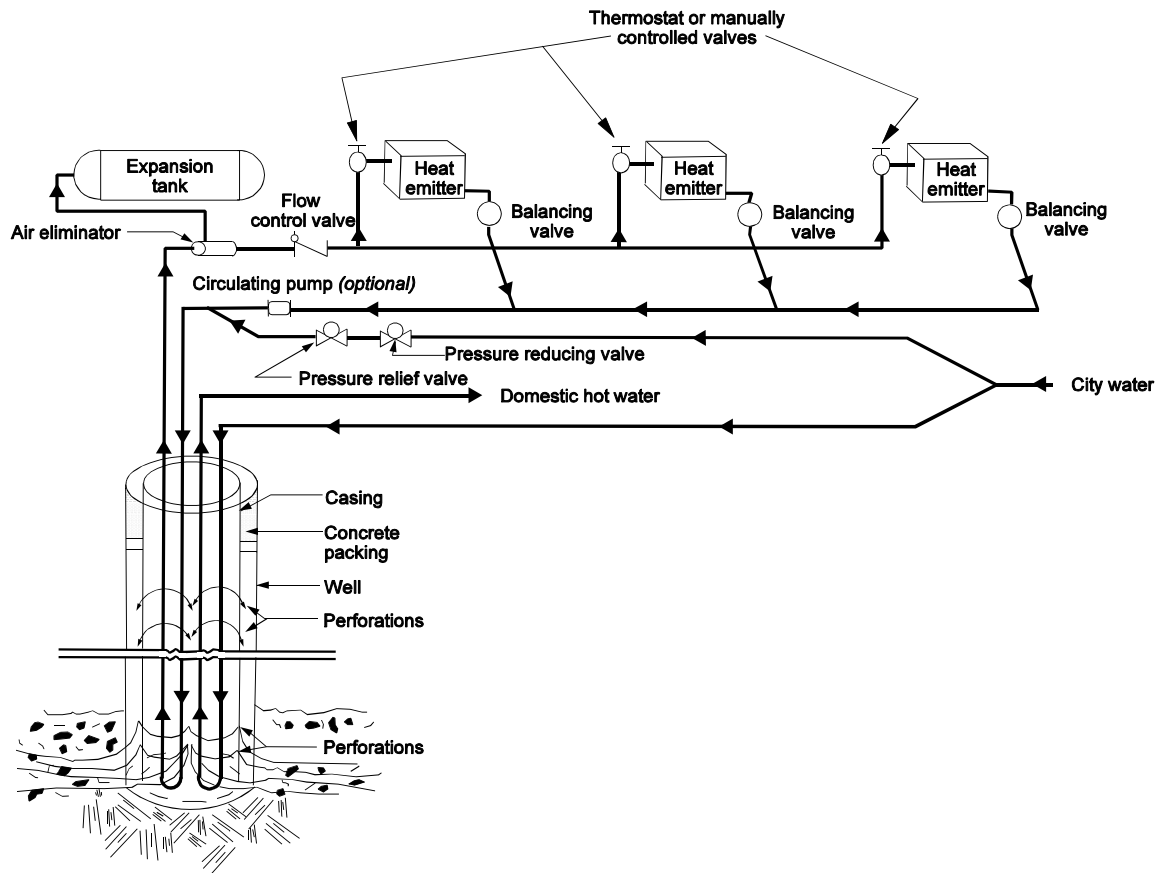 Thermostat or manually
controlled valves
Expansion
tank
Heat
emitter
Heat
emitter
Heat
emitter
Flow
control valve
Balancing
valve
Balancing
valve
Balancing
valve
Air eliminator
Circulating pump (optional)
Pressure reducing valve
Pressure relief valve
City water
Domestic hot water
Casing
Concrete
packing
Well
Perforations
Perforations